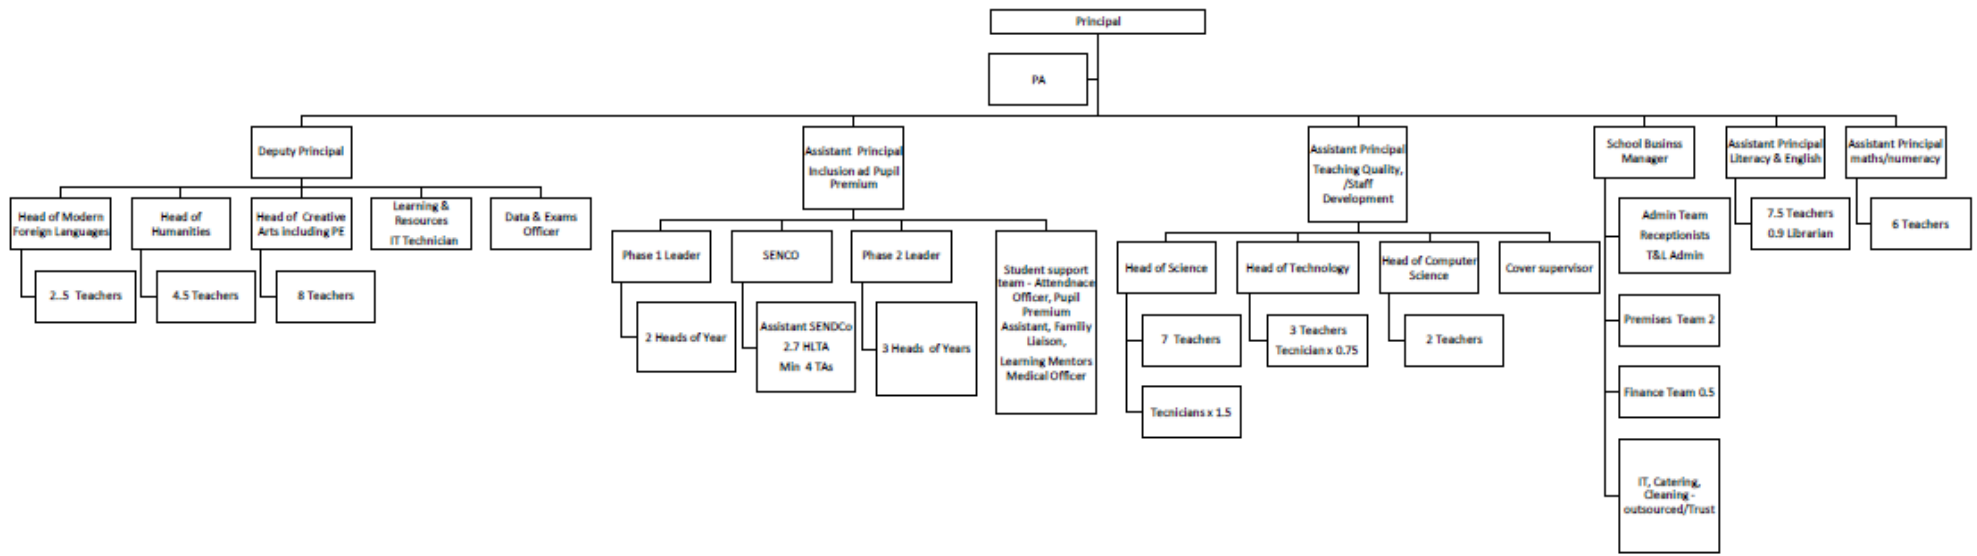 Principal
PA
Deputy Principal
Assistant Principal
Inclusion ad Pupil
Premium
Assistant Principal
Teaching Quality,
/Staff
Development
School Businss
Manager
Assistant Principal
Literacy & English
Assistant Principal
maths/numeracy
Head of Modern
Foreign Languages
Head of
Humanities
Head of Creative
Arts including PE
Learning &
Resources
IT Technician
Data & Exams
Officer
2..5 Teachers
4.5 Teachers
8 Teachers
Phase 1 Leader
SENCO
Phase 2 Leader
Student support
team - Attendnace
Officer, Pupil
Premium
Assistant, Familiy
Liaison,
Learning Mentors
Medical Officer
2 Heads of Year
Assistant SENDCo
2.7 HLTA
Min 4 TAs
3 Heads of Years
Head of Science
Head of Technology
Head of Computer
Science
Cover supervisor
7 Teachers
Tecnicians x 1.5
3 Teachers
Tecnician x 0.75
2 Teachers
Admin Team
Receptionists
T&L Admin
Premises Team 2
Finance Team 0.5
IT, Catering,
Cleaning -
outsourced/Trust
7.5 Teachers
0.9 Librarian
6 Teachers